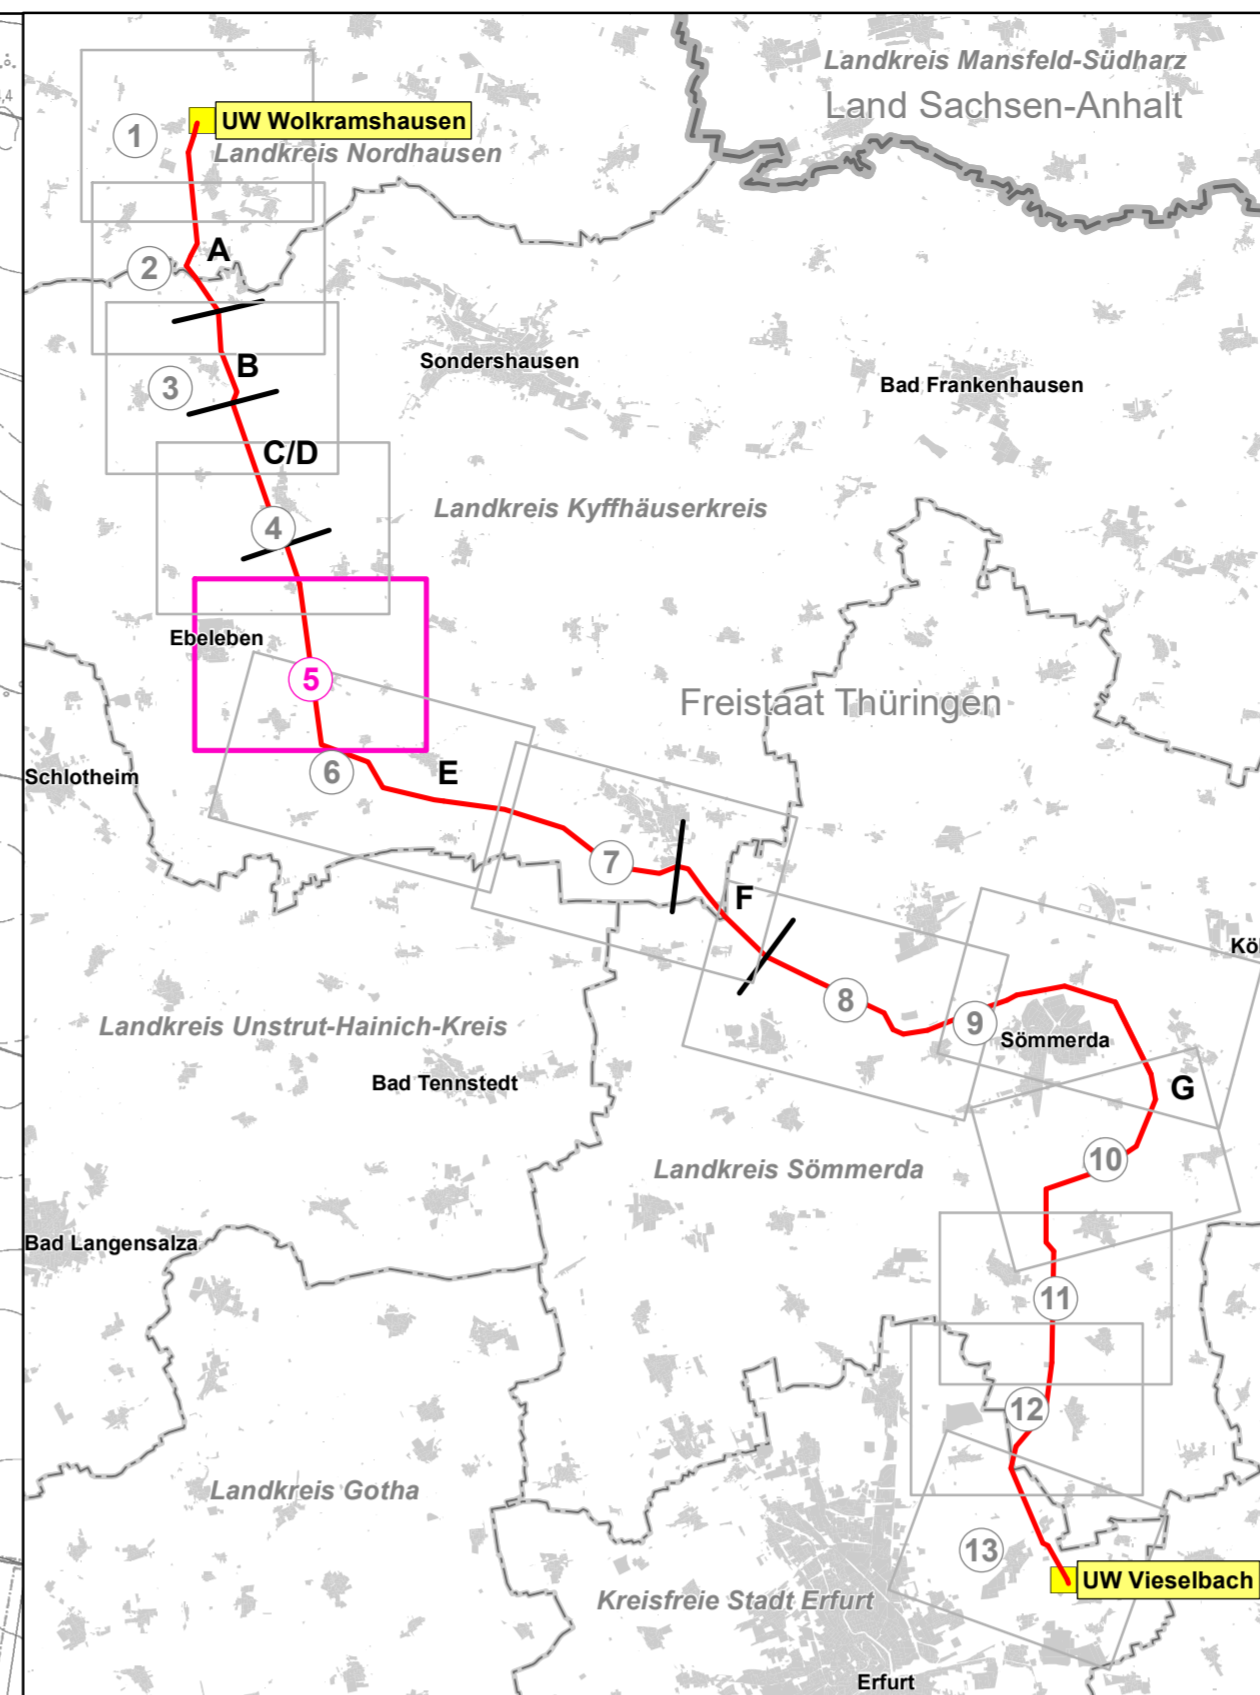 Landkreis Mansfeld-Südharz
Land Sachsen-Anhalt
1
UW Wolkramshausen
Landkreis Nordhausen
2
A
3
B
Sondershausen
Bad Frankenhausen
C/D
4
Landkreis Kyffhäuserkreis
Ebeleben
5
Freistaat Thüringen
Schlotheim
6
E
7
F
Kö
8
9
Sömmerda
Landkreis Unstrut-Hainich-Kreis
Bad Tennstedt
G
10
Landkreis Sömmerda
Bad Langensalza
11
12
Landkreis Gotha
13
UW Vieselbach
Kreisfreie Stadt Erfurt
Erfurt